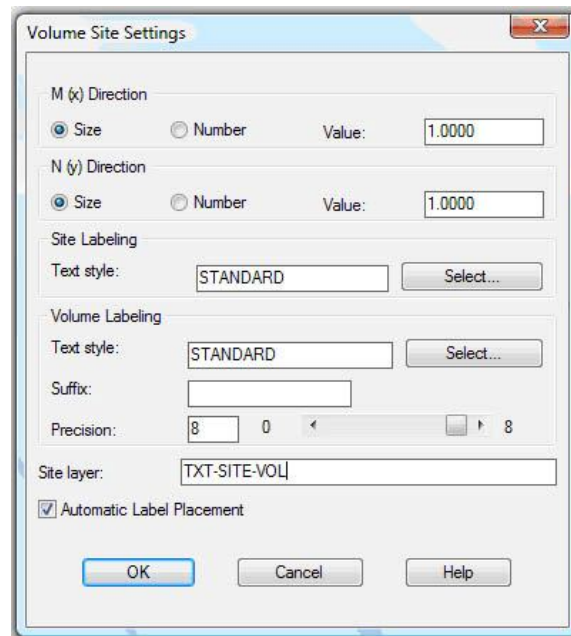 Volume Site Settings
M (x) Direction
Size Number Value: 1.0000
N (y) Direction
Size Number Value: 1.0000
Site Labeling
Text style: STANDARD Select...
Volume Labeling
Text style: STANDARD Select...
Suffix:
Precision: 8 0 8
Site layer: TXT-SITE-VOL
Automatic Label Placement
OK Cancel Help